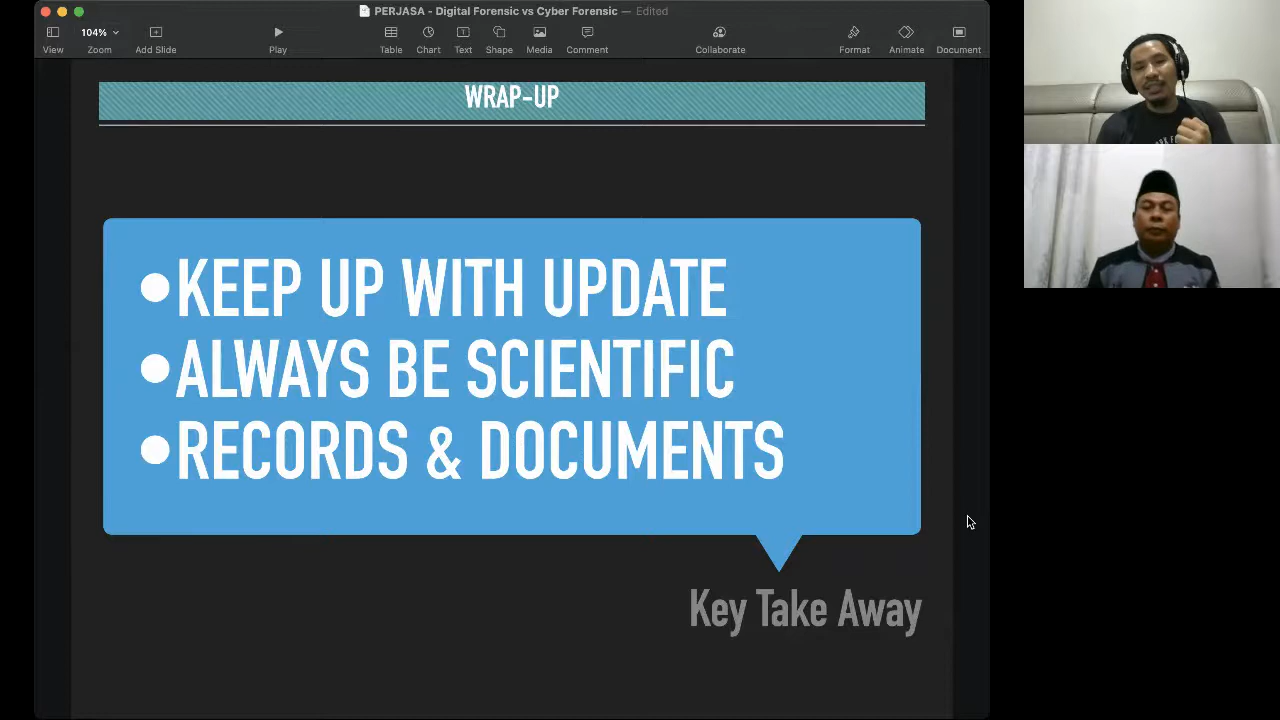 PERJASA - Digital Forensic vs Cyber Forensic — Edited
104%
View Zoom Add Slide Play Table Chart Text Shape Media Comment Collaborate Format Animate Document
WRAP-UP
•KEEP UP WITH UPDATE
•ALWAYS BE SCIENTIFIC
•RECORDS & DOCUMENTS
Key Take Away